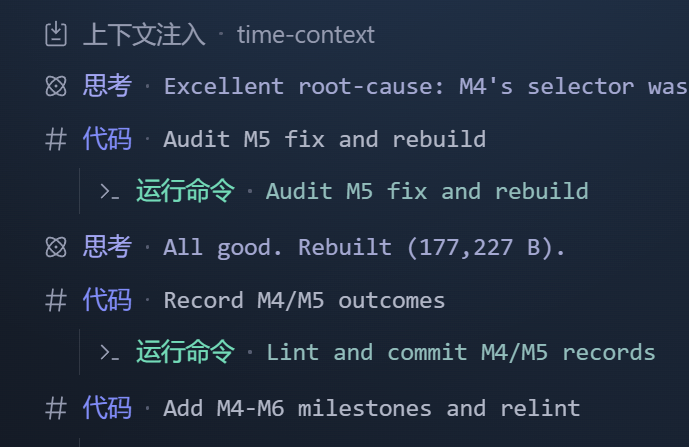 上下文注入 · time-context
思考 · Excellent root-cause: M4's selector was
代码 · Audit M5 fix and rebuild
运行命令 · Audit M5 fix and rebuild
思考 · All good. Rebuilt (177,227 B).
代码 · Record M4/M5 outcomes
运行命令 · Lint and commit M4/M5 records
代码 · Add M4-M6 milestones and relint